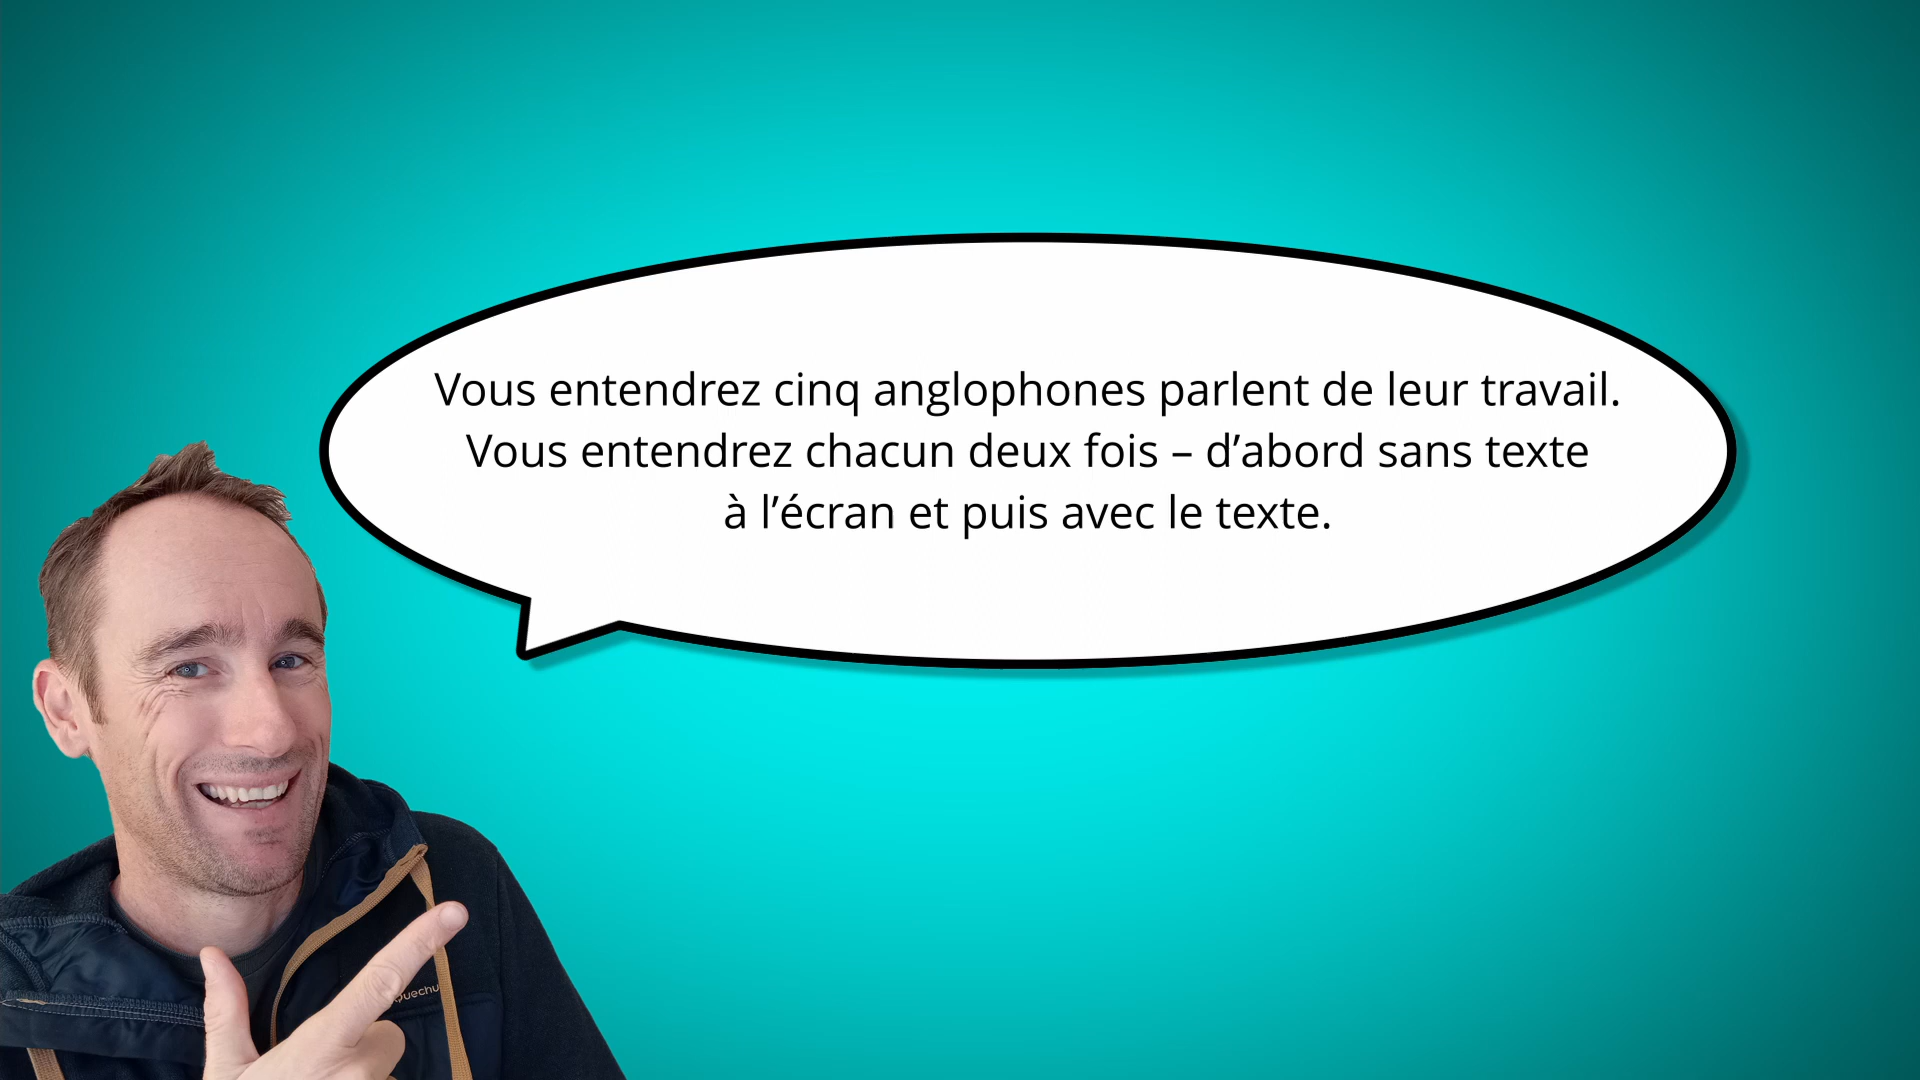 Vous entendrez cinq anglophones parlent de leur travail.
Vous entendrez chacun deux fois – d’abord sans texte
à l’écran et puis avec le texte.
Quechu